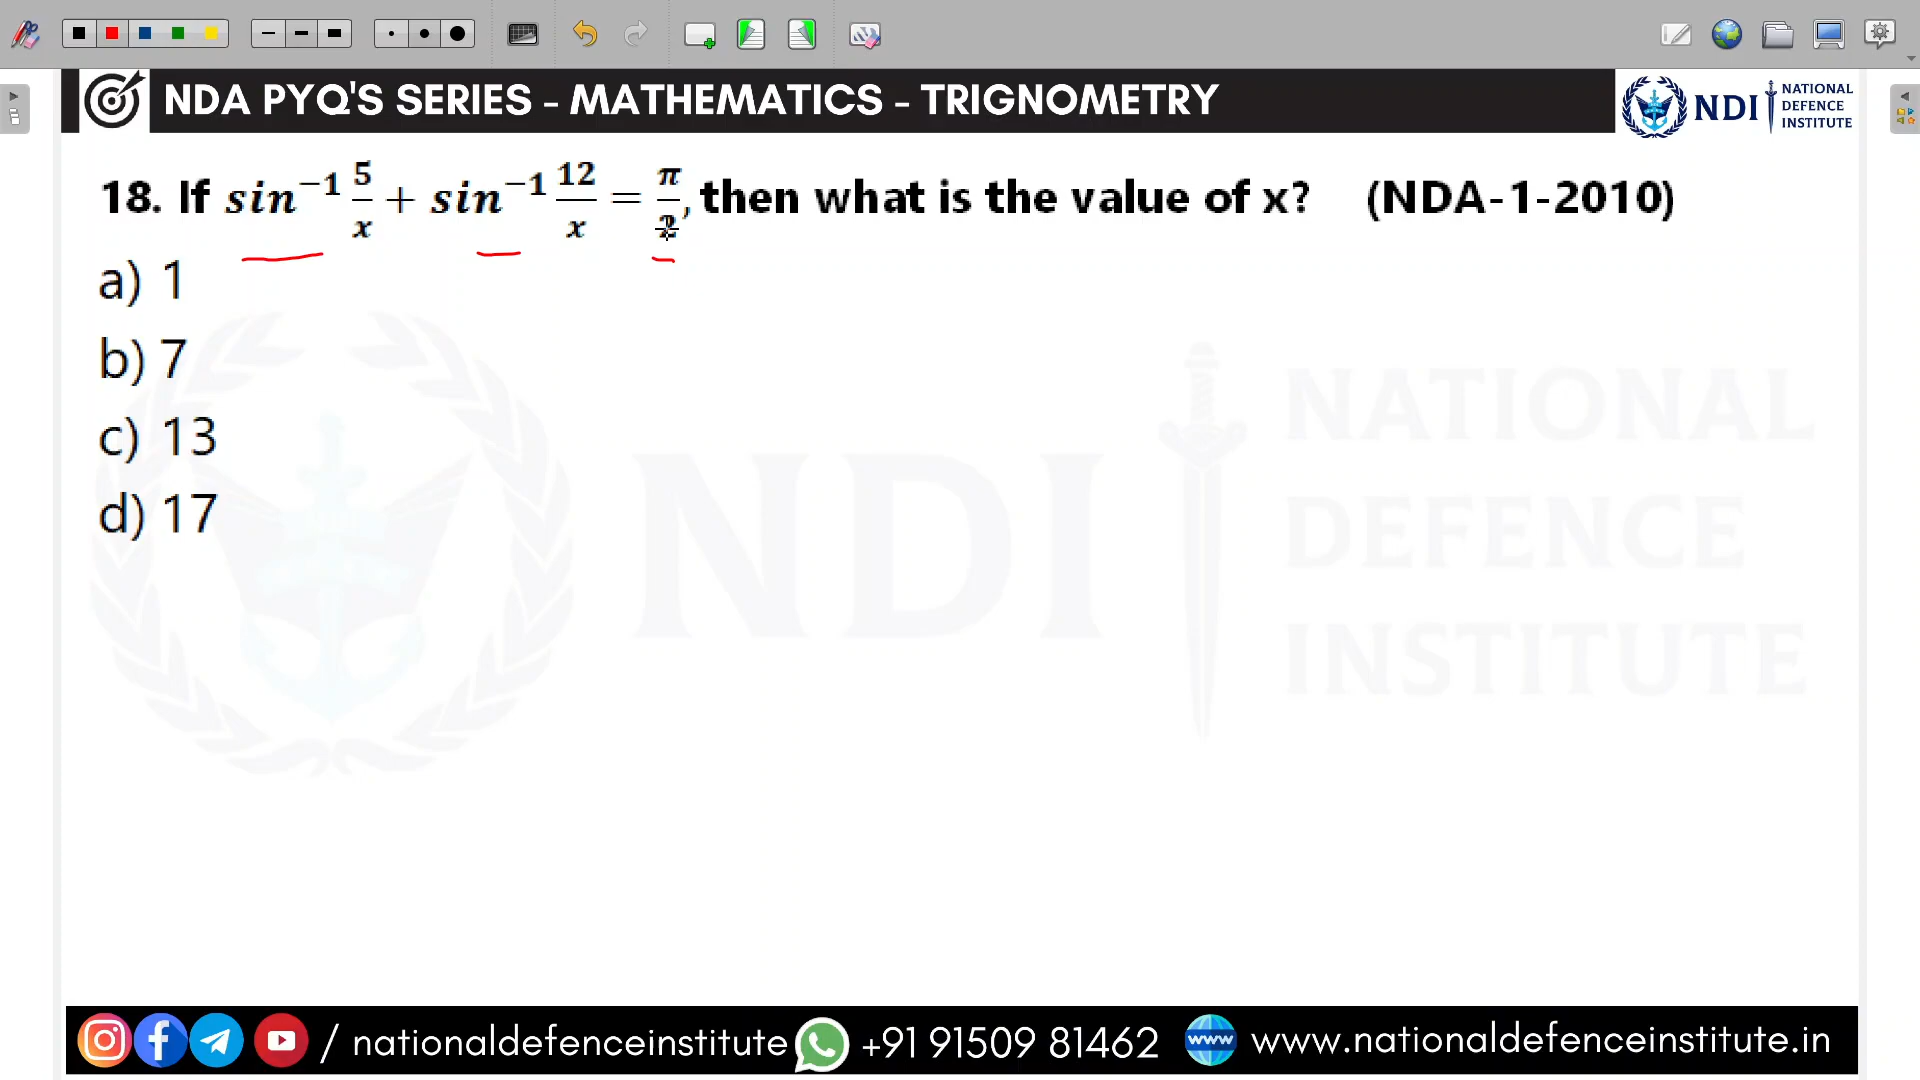 NDA PYQ'S SERIES - MATHEMATICS - TRIGNOMETRY
NDI NATIONAL DEFENCE INSTITUTE
18. If sin⁻¹ 5/x + sin⁻¹ 12/x = π/2, then what is the value of x? (NDA-1-2010)
a) 1
b) 7
c) 13
d) 17
NDI NATIONAL DEFENCE INSTITUTE
/ nationaldefenceinstitute +91 91509 81462 www www.nationaldefenceinstitute.in